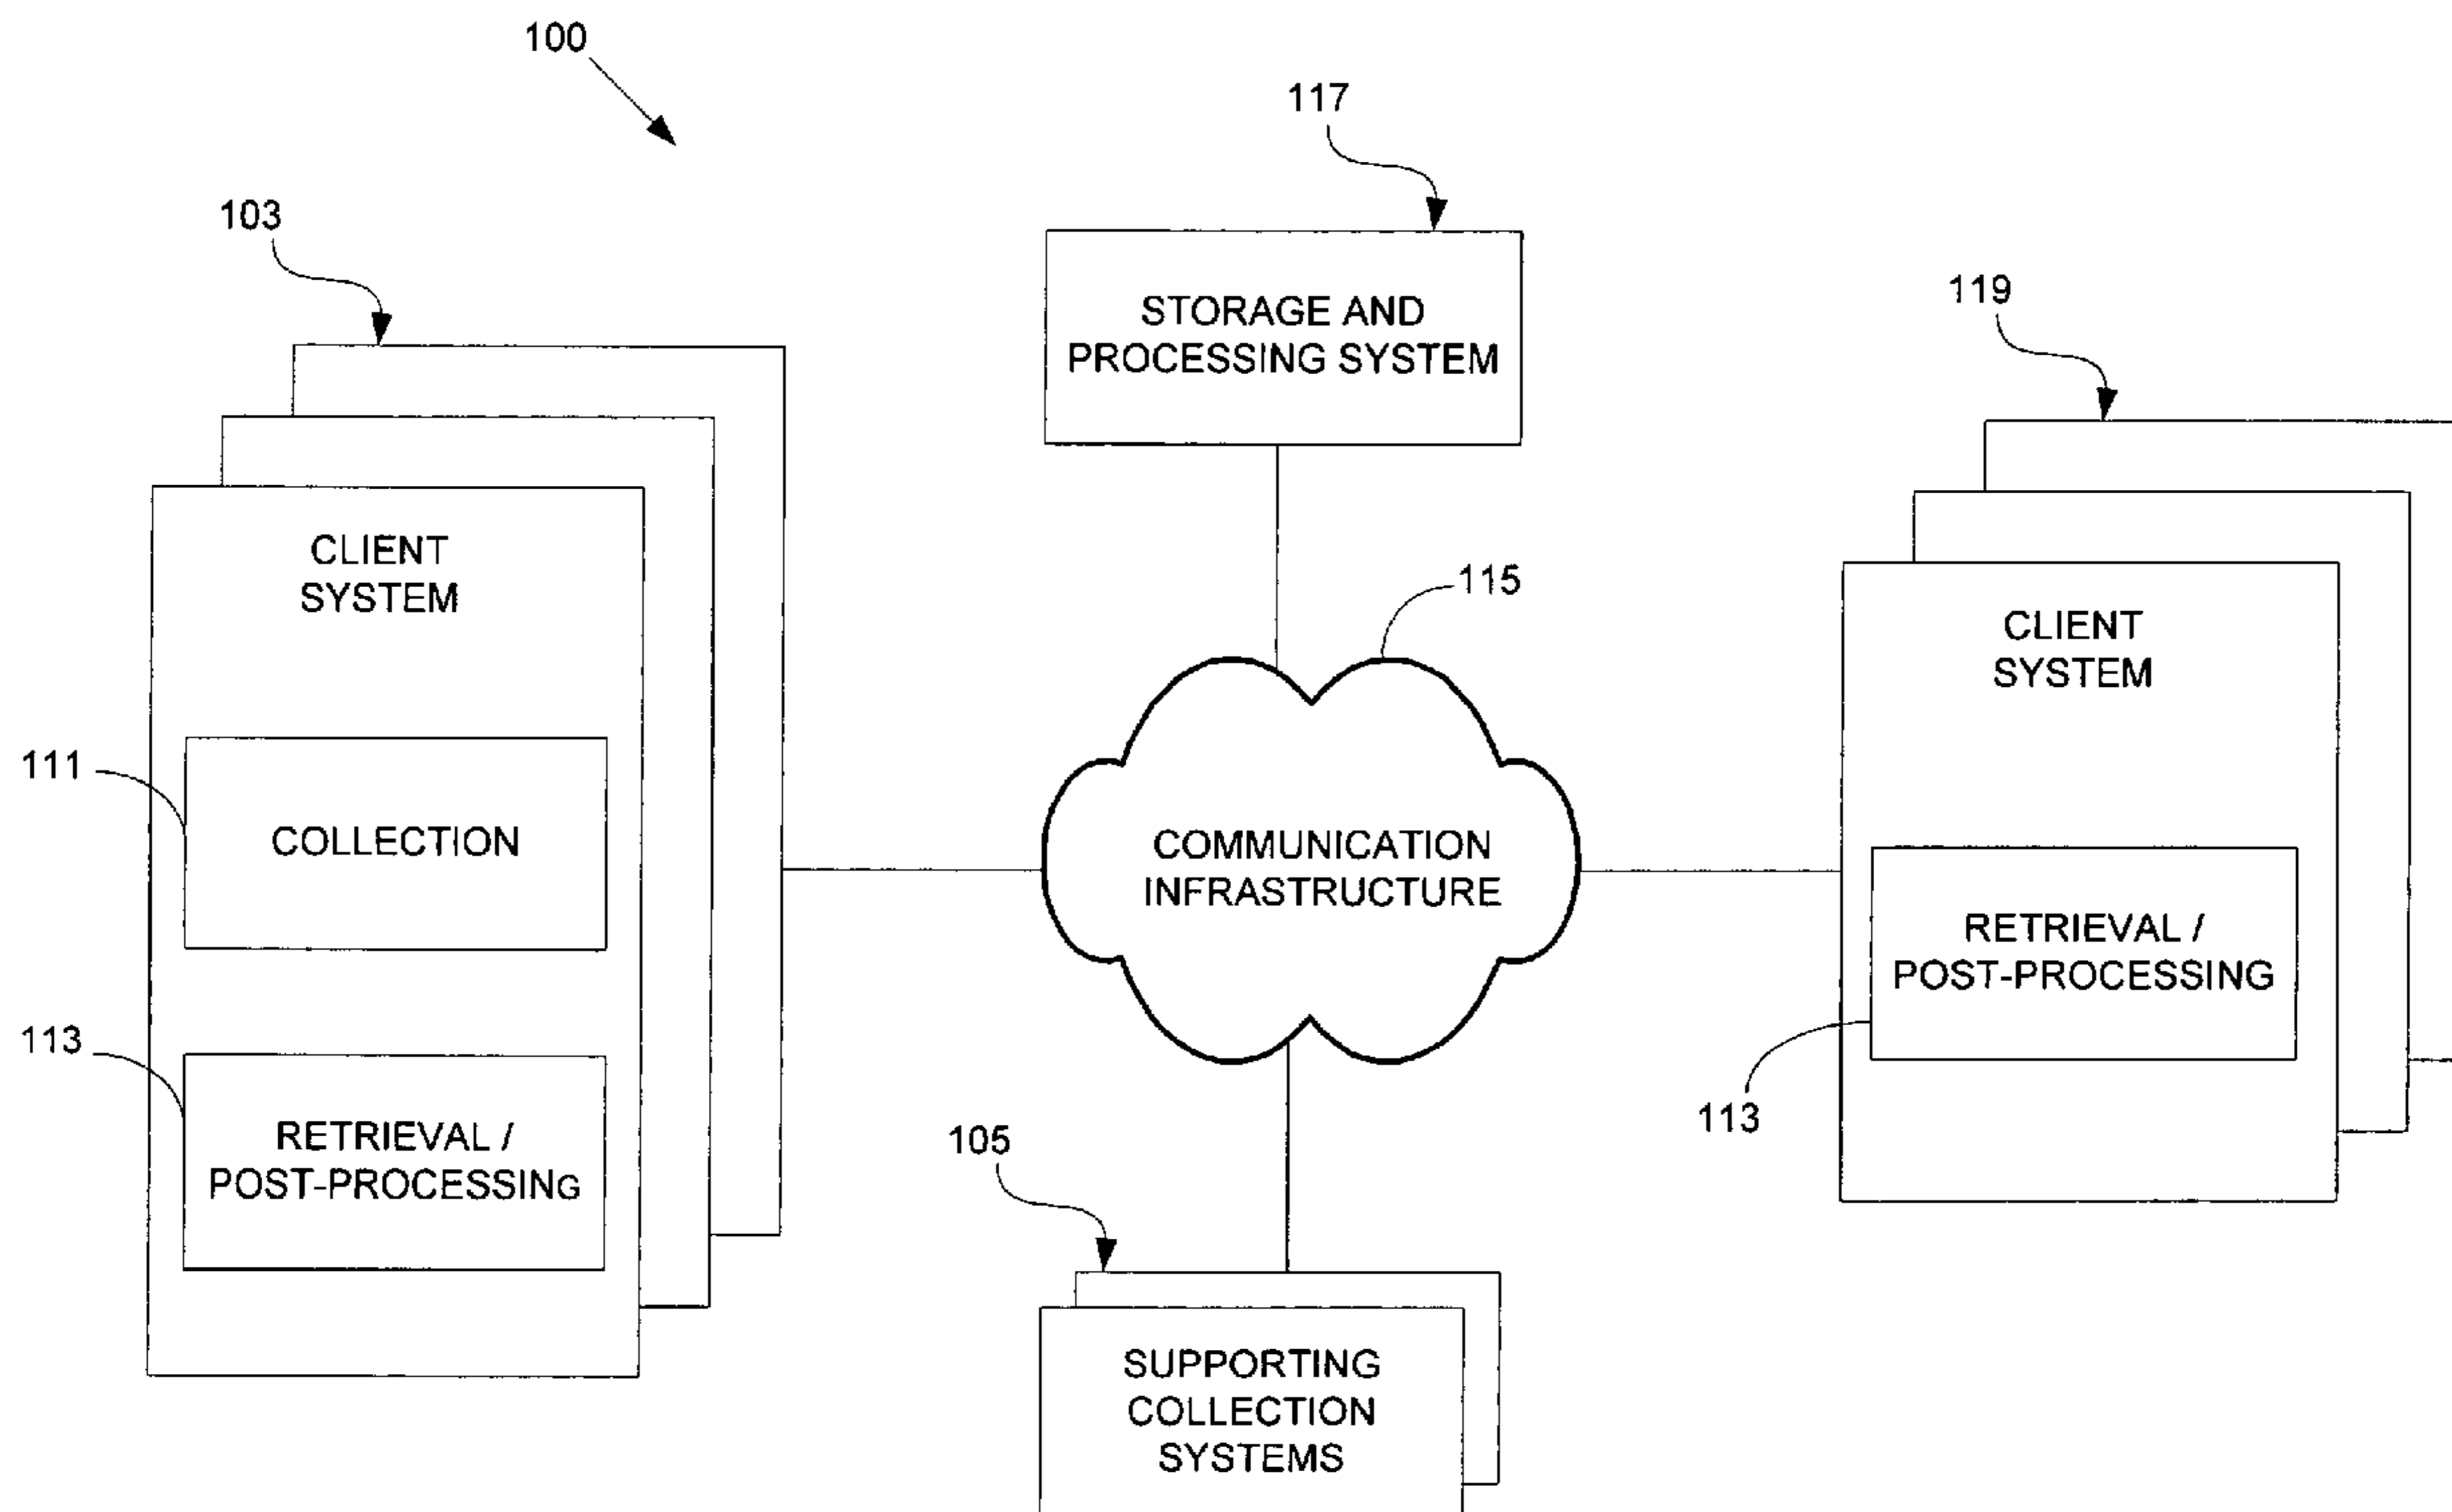 100
117
103
119
STORAGE AND
PROCESSING SYSTEM
CLIENT
SYSTEM
115
CLIENT
SYSTEM
111
COLLECTION
COMMUNICATION
INFRASTRUCTURE
RETRIEVAL /
POST-PROCESSING
113
RETRIEVAL /
POST-PROCESSING
113
105
SUPPORTING
COLLECTION
SYSTEMS